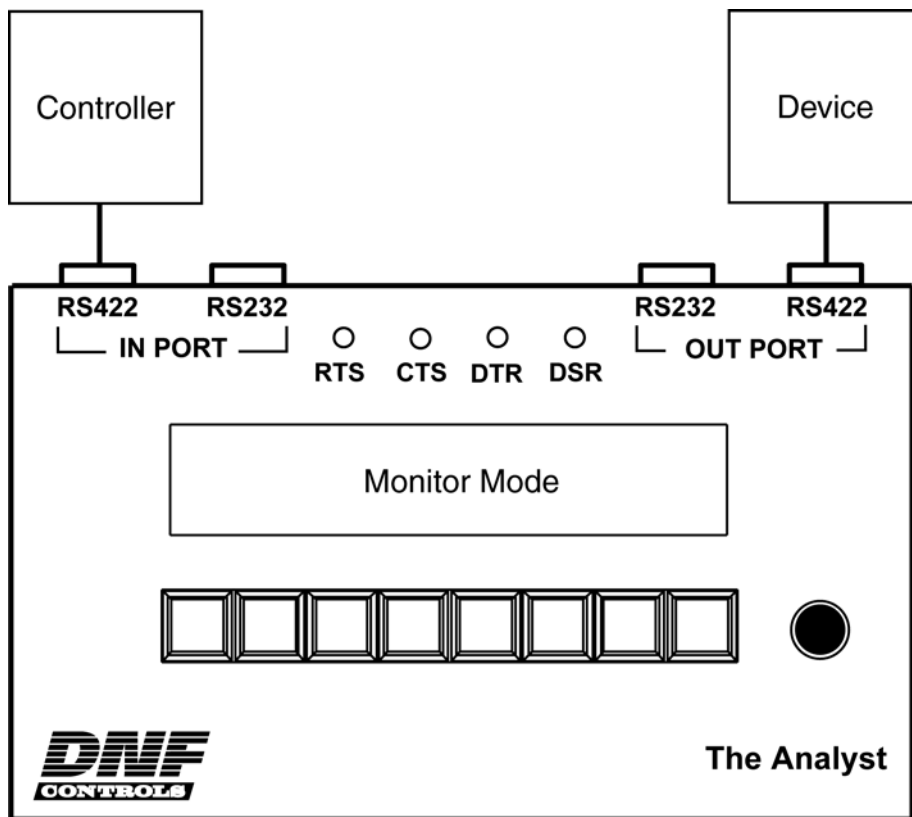 Controller
Device
RS422 RS232 RS232 RS422
IN PORT OUT PORT
RTS CTS DTR DSR
Monitor Mode
DNF
CONTROLS
The Analyst